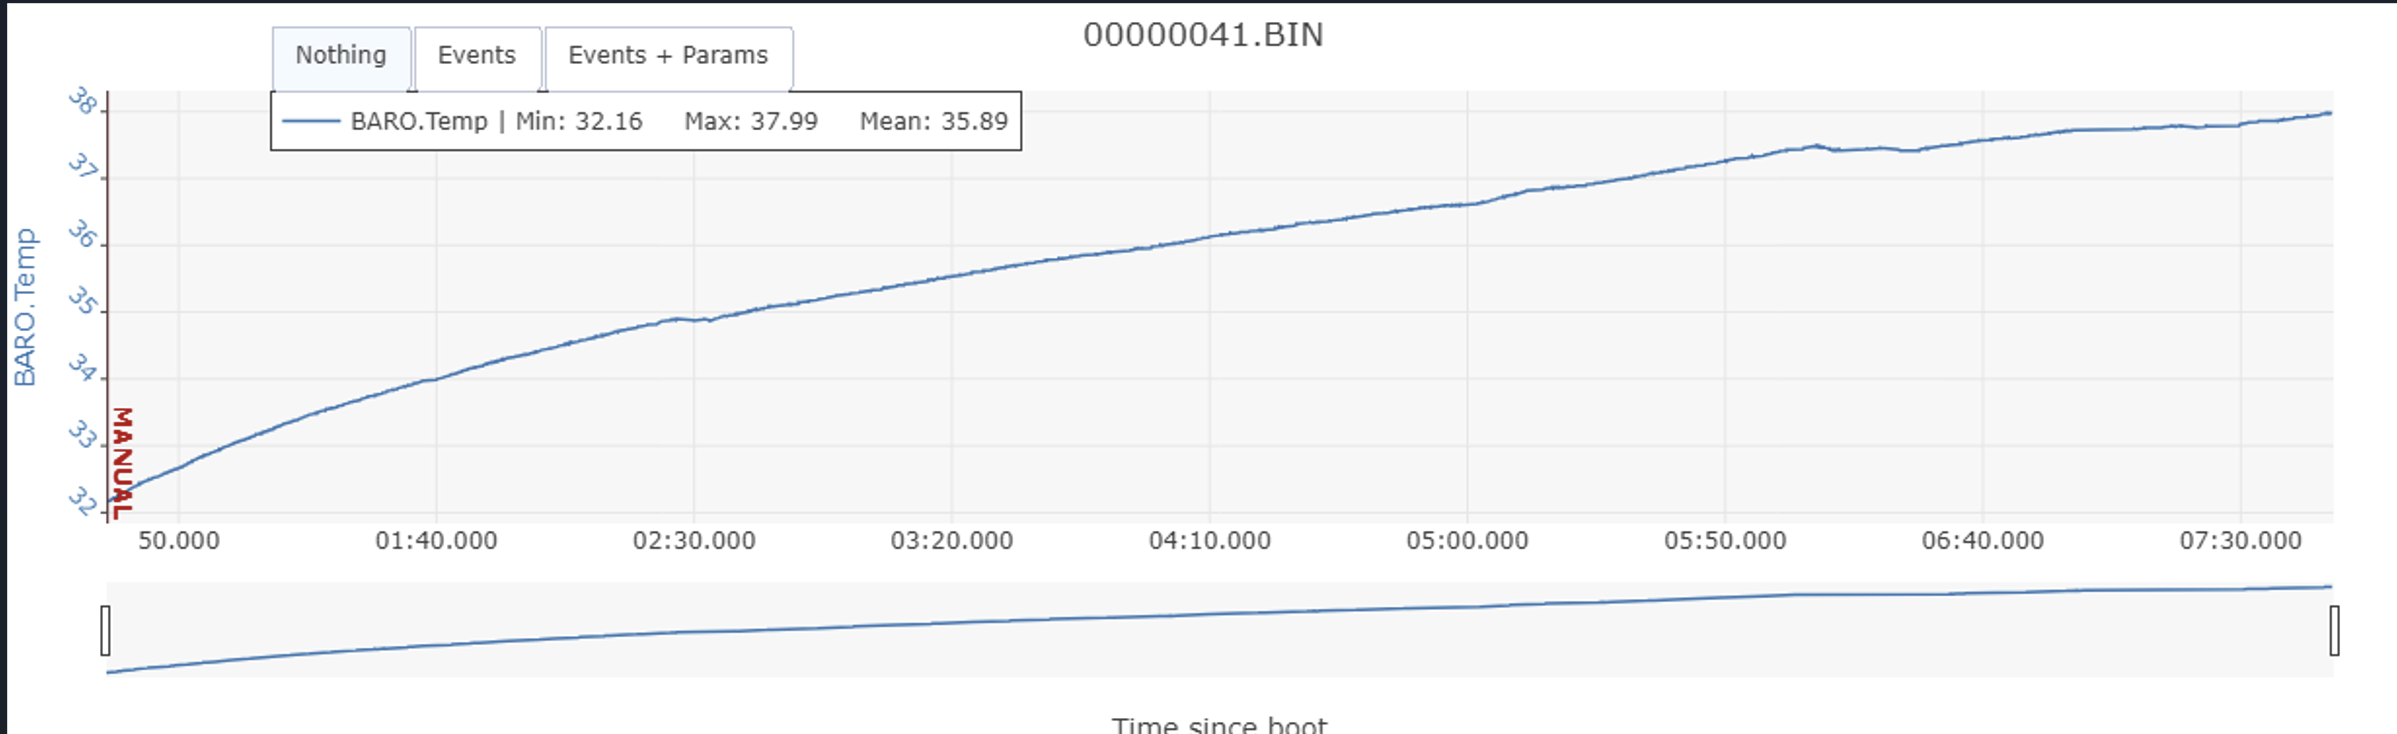 00000041.BIN
Nothing Events Events + Params
BARO.Temp | Min: 32.16 Max: 37.99 Mean: 35.89
BARO.Temp
38
37
36
35
34
33
32
MANUAL
50.000 01:40.000 02:30.000 03:20.000 04:10.000 05:00.000 05:50.000 06:40.000 07:30.000
Time since boot